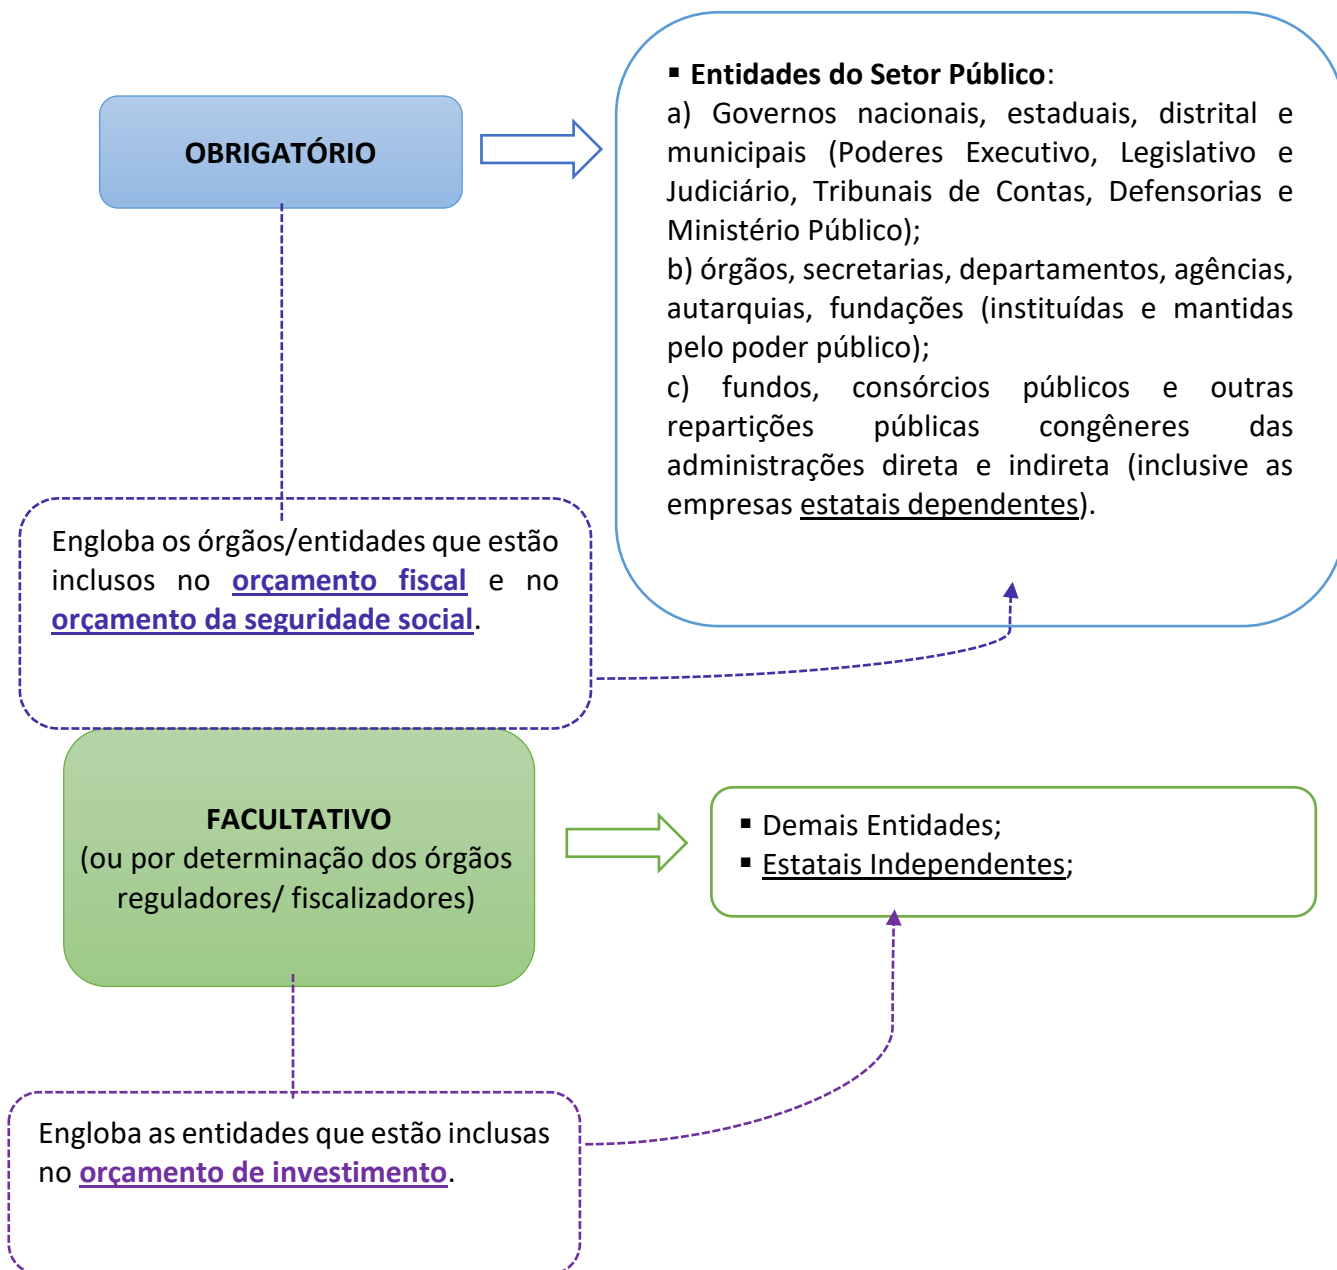 OBRIGATÓRIO
▪ Entidades do Setor Público:
a) Governos nacionais, estaduais, distrital e
municipais (Poderes Executivo, Legislativo e
Judiciário, Tribunais de Contas, Defensorias e
Ministério Público);
b) órgãos, secretarias, departamentos, agências,
autarquias, fundações (instituídas e mantidas
pelo poder público);
c) fundos, consórcios públicos e outras
repartições públicas congêneres das
administrações direta e indireta (inclusive as
empresas estatais dependentes).
Engloba os órgãos/entidades que estão
inclusos no orçamento fiscal e no
orçamento da seguridade social.
FACULTATIVO
(ou por determinação dos órgãos
reguladores/ fiscalizadores)
▪ Demais Entidades;
▪ Estatais Independentes;
Engloba as entidades que estão inclusas
no orçamento de investimento.